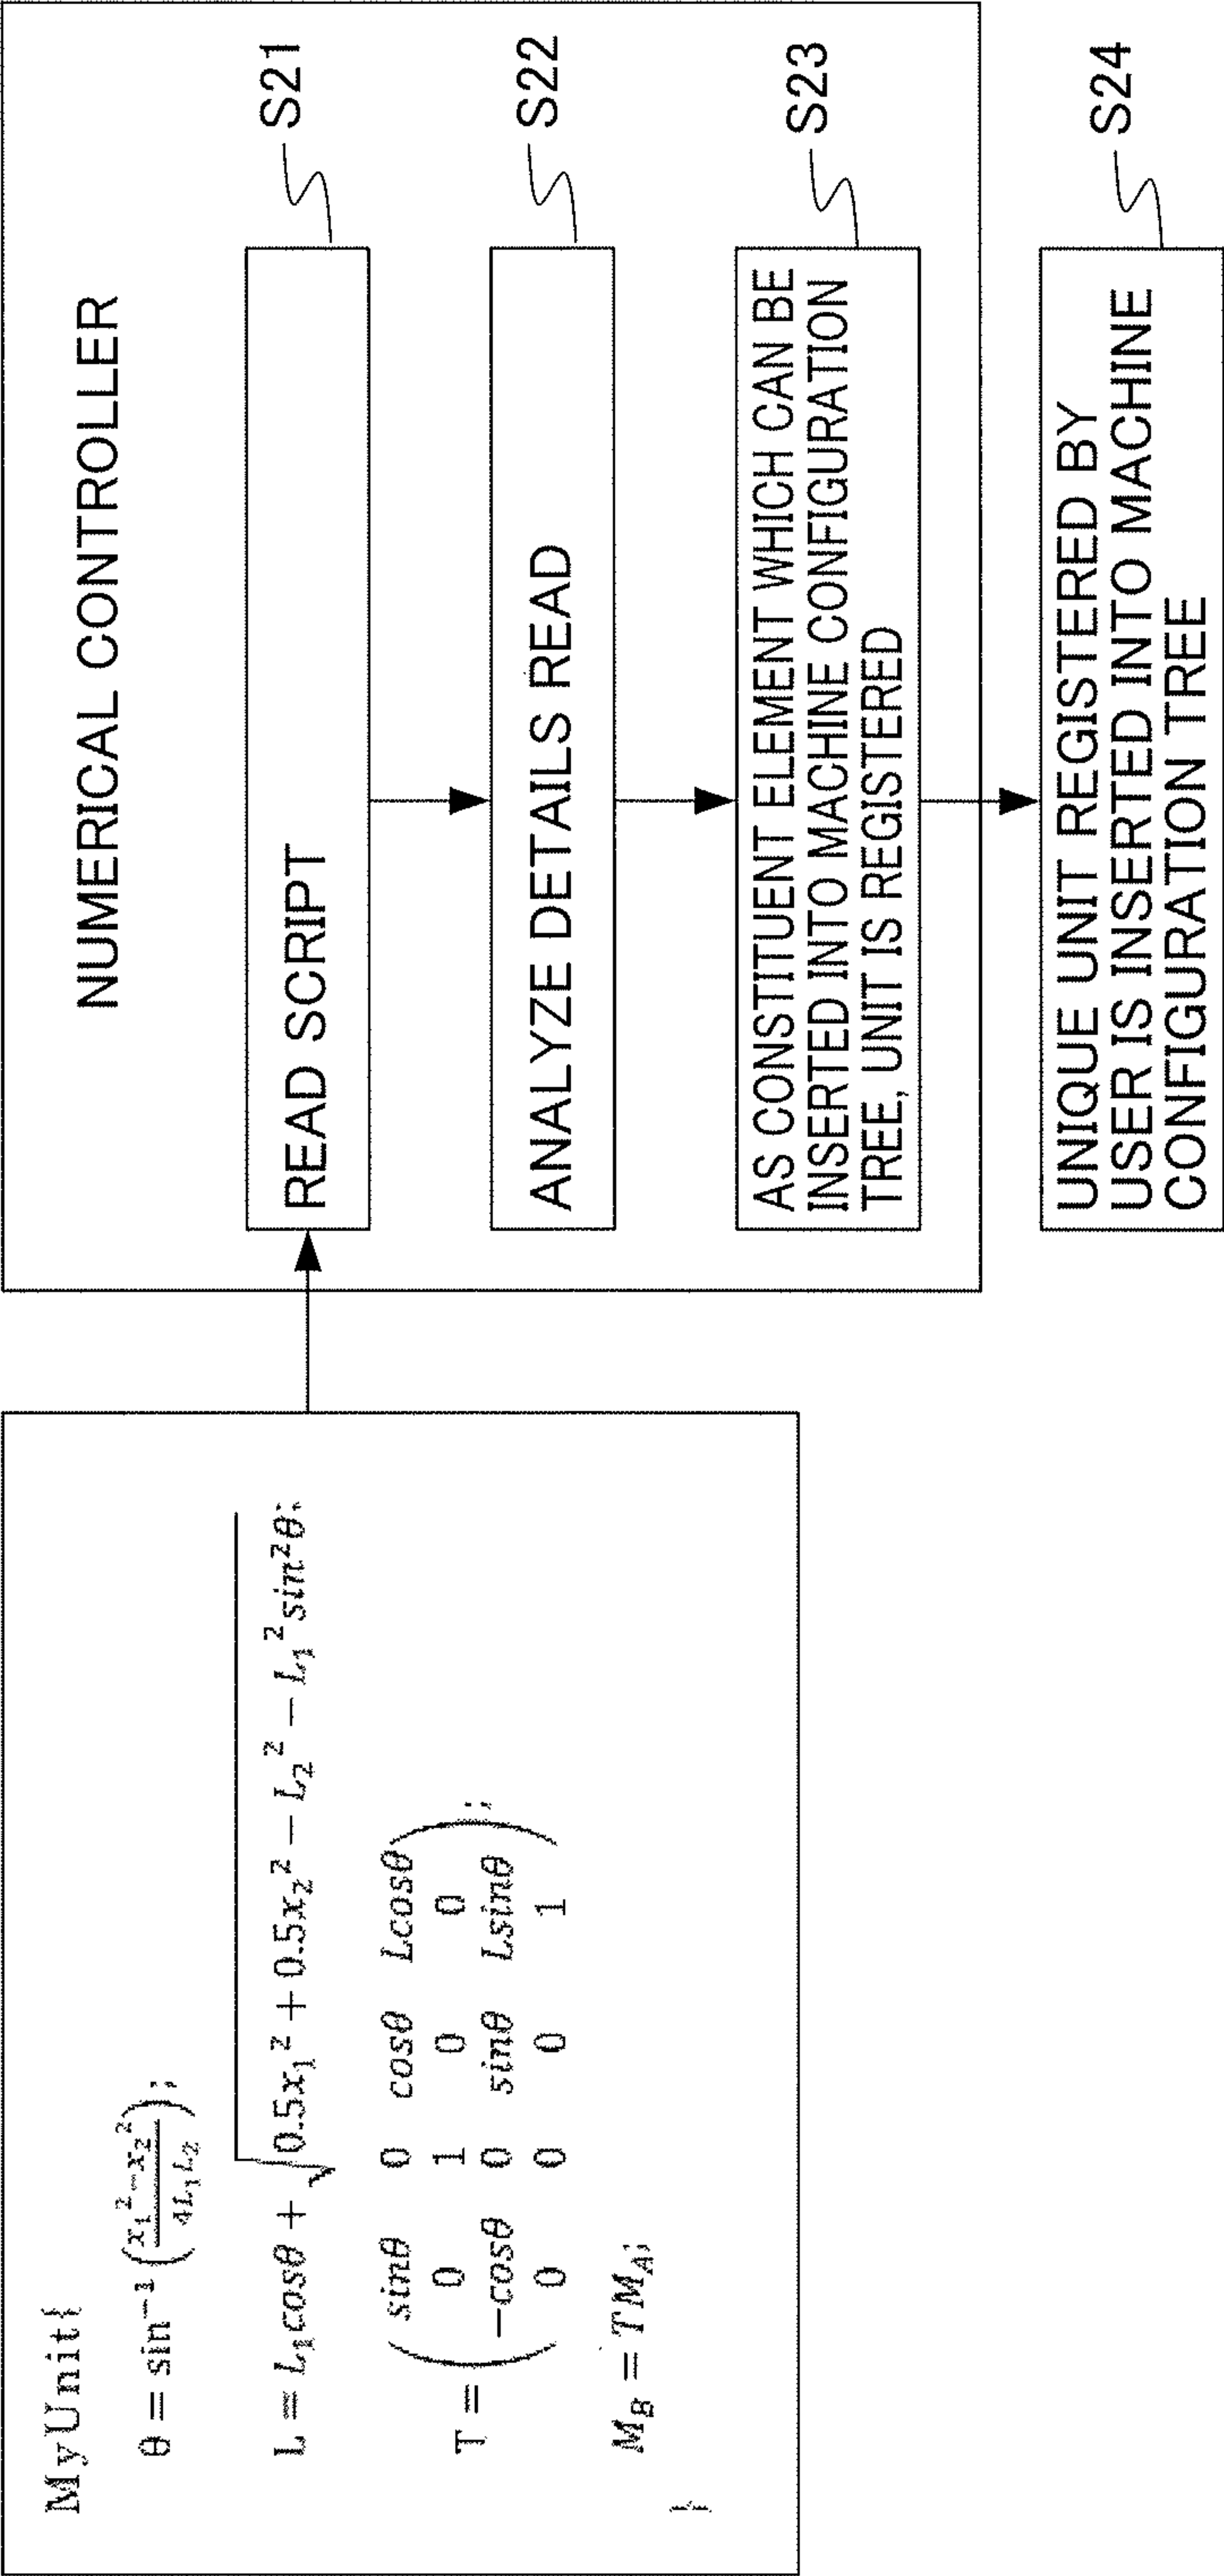 MyUnit{
θ = sin⁻¹((x₁² − x₂²)/(4L₁L₂));
L = L₁cosθ + √(0.5x₁² + 0.5x₂² − L₂² − L₁²sin²θ);
T = ( sinθ 0 cosθ Lcosθ
0 1 0 0
−cosθ 0 sinθ Lsinθ
0 0 0 1 );
M_B = TM_A;
}
NUMERICAL CONTROLLER
READ SCRIPT
S21
ANALYZE DETAILS READ
S22
AS CONSTITUENT ELEMENT WHICH CAN BE
INSERTED INTO MACHINE CONFIGURATION
TREE, UNIT IS REGISTERED
S23
UNIQUE UNIT REGISTERED BY
USER IS INSERTED INTO MACHINE
CONFIGURATION TREE
S24